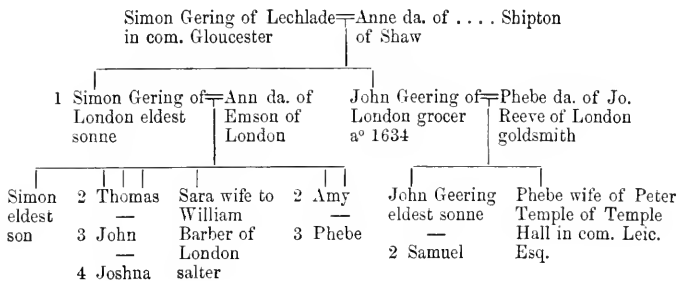 Simon Gering of Lechlade=Anne da. of .... Shipton
in com. Gloucester of Shaw
1 Simon Gering of=Ann da. of John Geering of=Phebe da. of Jo.
London eldest Emson of London grocer Reeve of London
sonne London aº 1634 goldsmith
Simon 2 Thomas Sara wife to 2 Amy John Geering Phebe wife of Peter
eldest — William — eldest sonne Temple of Temple
son 3 John Barber of 3 Phebe — Hall in com. Leic.
— London 2 Samuel Esq.
4 Joshna salter